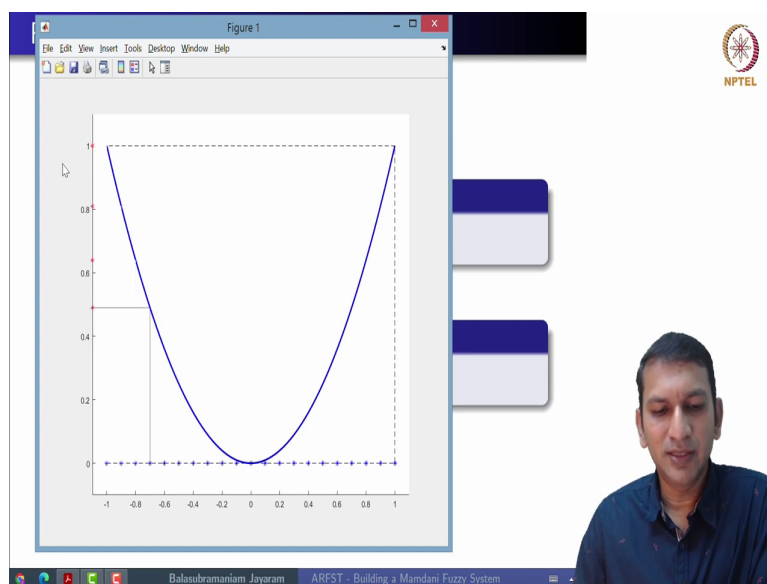 Figure 1
File Edit View Insert Tools Desktop Window Help
NPTEL
1
0.8
0.6
0.4
0.2
0
-1 -0.8 -0.6 -0.4 -0.2 0 0.2 0.4 0.6 0.8 1
Balasubramaniam Jayaram ARFST - Building a Mamdani Fuzzy System